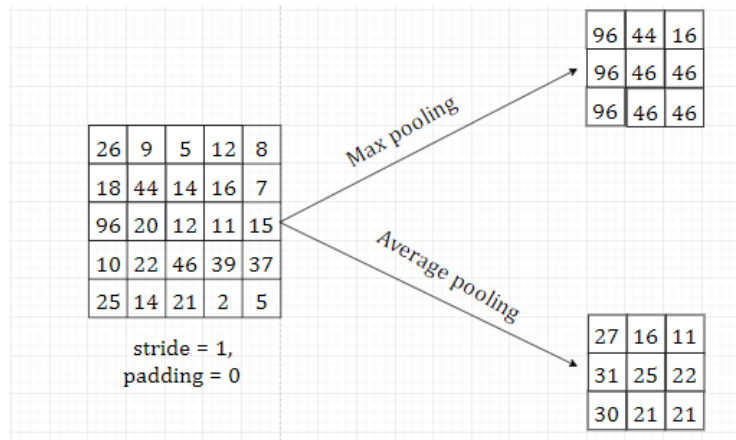 96 44 16
96 46 46
96 46 46
Max pooling
26 9 5 12 8
18 44 14 16 7
96 20 12 11 15
10 22 46 39 37
25 14 21 2 5
stride = 1,
padding = 0
Average pooling
27 16 11
31 25 22
30 21 21